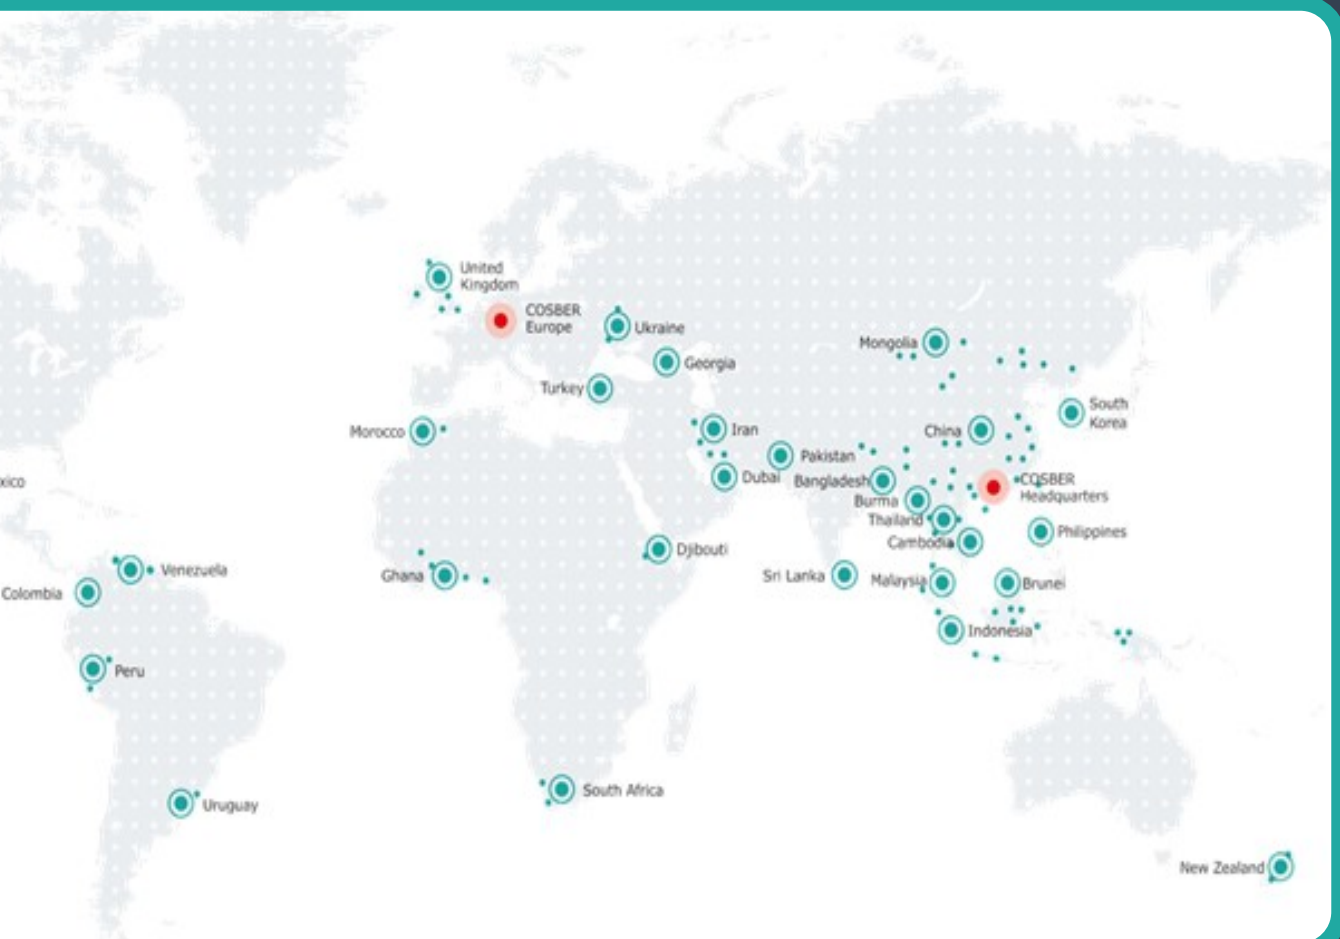 United
Kingdom
COSBER
Europe
Ukraine
Mongolia
Georgia
Turkey
South
Korea
Morocco
Iran
China
Pakistan
Dubai
Bangladesh
xico
COSBER
Headquarters
Burma
Thailand
Philippines
Cambodia
Djibouti
Venezuela
Ghana
Sri Lanka
Malaysia
Brunei
Colombia
Indonesia
Peru
South Africa
Uruguay
New Zealand